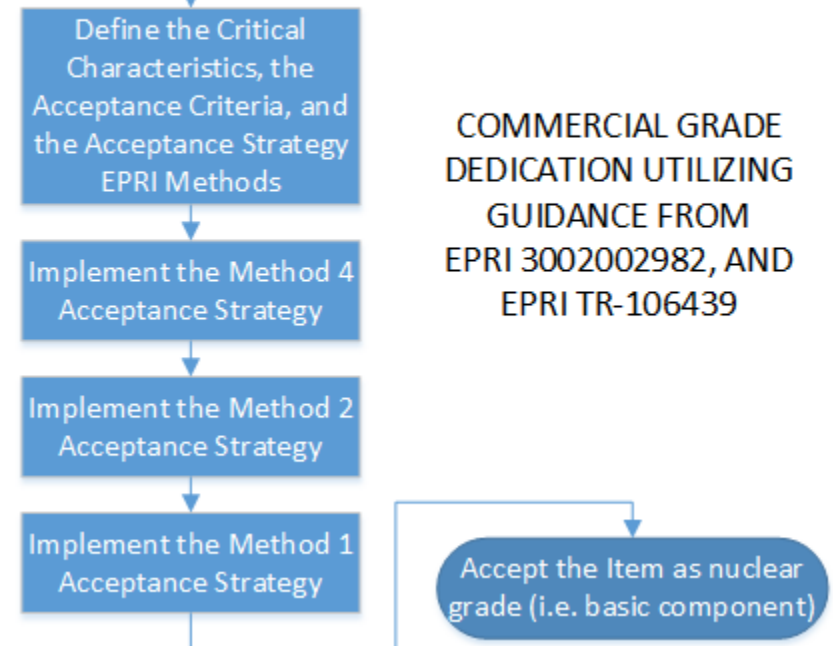 Define the Critical
Characteristics, the
Acceptance Criteria, and
the Acceptance Strategy
EPRI Methods
Implement the Method 4
Acceptance Strategy
Implement the Method 2
Acceptance Strategy
Implement the Method 1
Acceptance Strategy
COMMERCIAL GRADE
DEDICATION UTILIZING
GUIDANCE FROM
EPRI 3002002982, AND
EPRI TR-106439
Accept the Item as nuclear
grade (i.e. basic component)